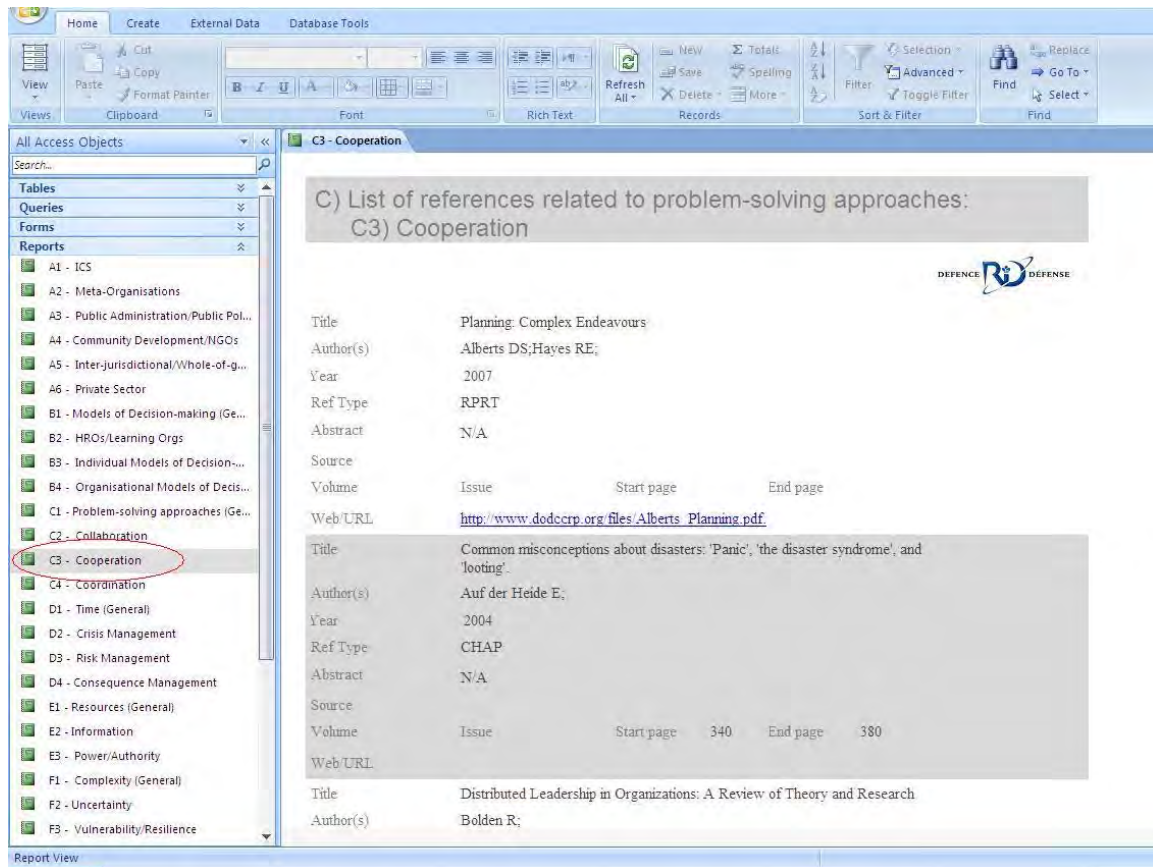 Home Create External Data Database Tools
View
Views
Paste
Cut
Copy
Format Painter
Clipboard
B I U A
Font
Rich Text
Refresh All
New
Save
Delete
Σ Totals
Spelling
More
Records
Filter
Selection
Advanced
Toggle Filter
Sort & Filter
Find
Replace
Go To
Select
Find
All Access Objects
Search...
Tables
Queries
Forms
Reports
A1 - ICS
A2 - Meta-Organisations
A3 - Public Administration/Public Pol...
A4 - Community Development/NGOs
A5 - Inter-jurisdictional/Whole-of-g...
A6 - Private Sector
B1 - Models of Decision-making (Ge...
B2 - HROs/Learning Orgs
B3 - Individual Models of Decision-...
B4 - Organisational Models of Decis...
C1 - Problem-solving approaches (Ge...
C2 - Collaboration
C3 - Cooperation
C4 - Coordination
D1 - Time (General)
D2 - Crisis Management
D3 - Risk Management
D4 - Consequence Management
E1 - Resources (General)
E2 - Information
E3 - Power/Authority
F1 - Complexity (General)
F2 - Uncertainty
F3 - Vulnerability/Resilience
C3 - Cooperation
C) List of references related to problem-solving approaches:
C3) Cooperation
DEFENCE R&D DÉFENSE
Title Planning: Complex Endeavours
Author(s) Alberts DS;Hayes RE;
Year 2007
Ref Type RPRT
Abstract N/A
Source
Volume Issue Start page End page
Web/URL http://www.dodccrp.org/files/Alberts_Planning.pdf.
Title Common misconceptions about disasters: 'Panic', 'the disaster syndrome', and
'looting'.
Author(s) Auf der Heide E;
Year 2004
Ref Type CHAP
Abstract N/A
Source
Volume Issue Start page 340 End page 380
Web/URL
Title Distributed Leadership in Organizations: A Review of Theory and Research
Author(s) Bolden R;
Report View